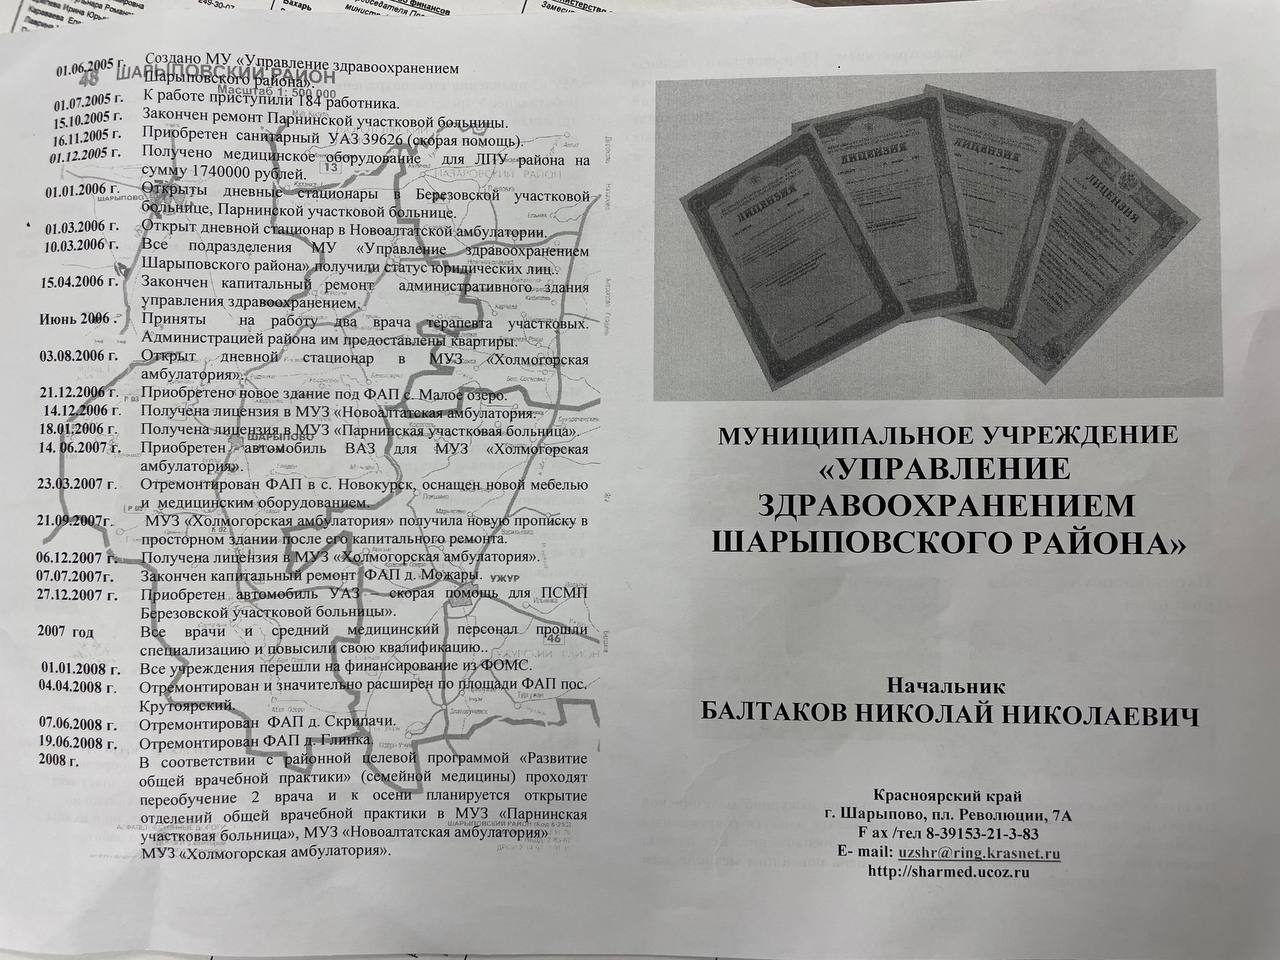 01.06.2005 г. Создано МУ «Управление здравоохранением
Шарыповского района».
48 ШАРЫПОВСКИЙ РАЙОН
Масштаб 1: 500 000
01.07.2005 г. К работе приступили 184 работника.
15.10.2005 г. Закончен ремонт Парнинской участковой больницы.
16.11.2005 г. Приобретен санитарный УАЗ 39626 (скорая помощь).
01.12.2005 г. Получено медицинское оборудование для ЛПУ района на
сумму 1740000 рублей.
01.01.2006 г. Открыты дневные стационары в Березовской участковой
больнице, Парнинской участковой больнице.
01.03.2006 г. Открыт дневной стационар в Новоалтатской амбулатории.
10.03.2006 г. Все подразделения МУ «Управление здравоохранением
Шарыповского района» получили статус юридических лиц..
15.04.2006 г. Закончен капитальный ремонт административного здания
управления здравоохранением.
Июнь 2006 . Приняты на работу два врача терапевта участковых.
Администрацией района им предоставлены квартиры.
03.08.2006 г. Открыт дневной стационар в МУЗ «Холмогорская
амбулатория».
21.12.2006 г. Приобретено новое здание под ФАП с. Малое озеро.
14.12.2006 г. Получена лицензия в МУЗ «Новоалтатская амбулатория.
18.01.2006 г. Получена лицензия в МУЗ «Парнинская участковая больница».
14. 06.2007 г. Приобретен автомобиль ВАЗ для МУЗ «Холмогорская
амбулатория».
23.03.2007 г. Отремонтирован ФАП в с. Новокурск, оснащен новой мебелью
и медицинским оборудованием.
21.09.2007г. МУЗ «Холмогорская амбулатория» получила новую прописку в
просторном здании после его капитального ремонта.
06.12.2007 г. Получена лицензия в МУЗ «Холмогорская амбулатория».
07.07.2007г. Закончен капитальный ремонт ФАП д. Можары.
27.12.2007 г. Приобретен автомобиль УАЗ – скорая помощь для ПСМП
Березовской участковой больницы».
2007 год Все врачи и средний медицинский персонал прошли
специализацию и повысили свою квалификацию..
01.01.2008 г. Все учреждения перешли на финансирование из ФОМС.
04.04.2008 г. Отремонтирован и значительно расширен по площади ФАП пос.
Крутоярский.
07.06.2008 г. Отремонтирован ФАП д. Скрипачи.
19.06.2008 г. Отремонтирован ФАП д. Глинка.
2008 г. В соответствии с районной целевой программой «Развитие
общей врачебной практики» (семейной медицины) проходят
переобучение 2 врача и к осени планируется открытие
отделений общей врачебной практики в МУЗ «Парнинская
участковая больница», МУЗ «Новоалтатская амбулатория»
МУЗ «Холмогорская амбулатория».
ШАРЫПОВО
13
ШАРЫПОВО
УЖУР
46
ЛИЦЕНЗИЯ
ЛИЦЕНЗИЯ
ЛИЦЕНЗИЯ
ЛИЦЕНЗИЯ
МУНИЦИПАЛЬНОЕ УЧРЕЖДЕНИЕ
«УПРАВЛЕНИЕ
ЗДРАВООХРАНЕНИЕМ
ШАРЫПОВСКОГО РАЙОНА»
Начальник
БАЛТАКОВ НИКОЛАЙ НИКОЛАЕВИЧ
Красноярский край
г. Шарыпово, пл. Революции, 7А
F ax /тел 8-39153-21-3-83
E- mail: uzshr@ring.krasnet.ru
http://sharmed.ucoz.ru